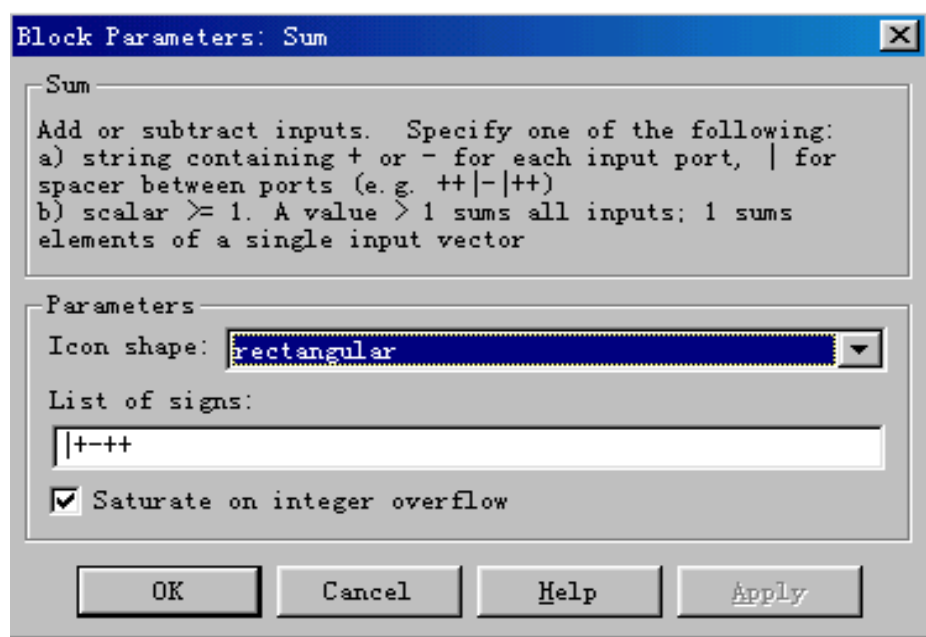 Block Parameters: Sum
Sum
Add or subtract inputs.  Specify one of the following:
a) string containing + or - for each input port, | for
spacer between ports (e.g. ++|-|++)
b) scalar >= 1. A value > 1 sums all inputs; 1 sums
elements of a single input vector
Parameters
Icon shape: rectangular
List of signs:
|+-++
Saturate on integer overflow
OK Cancel Help Apply